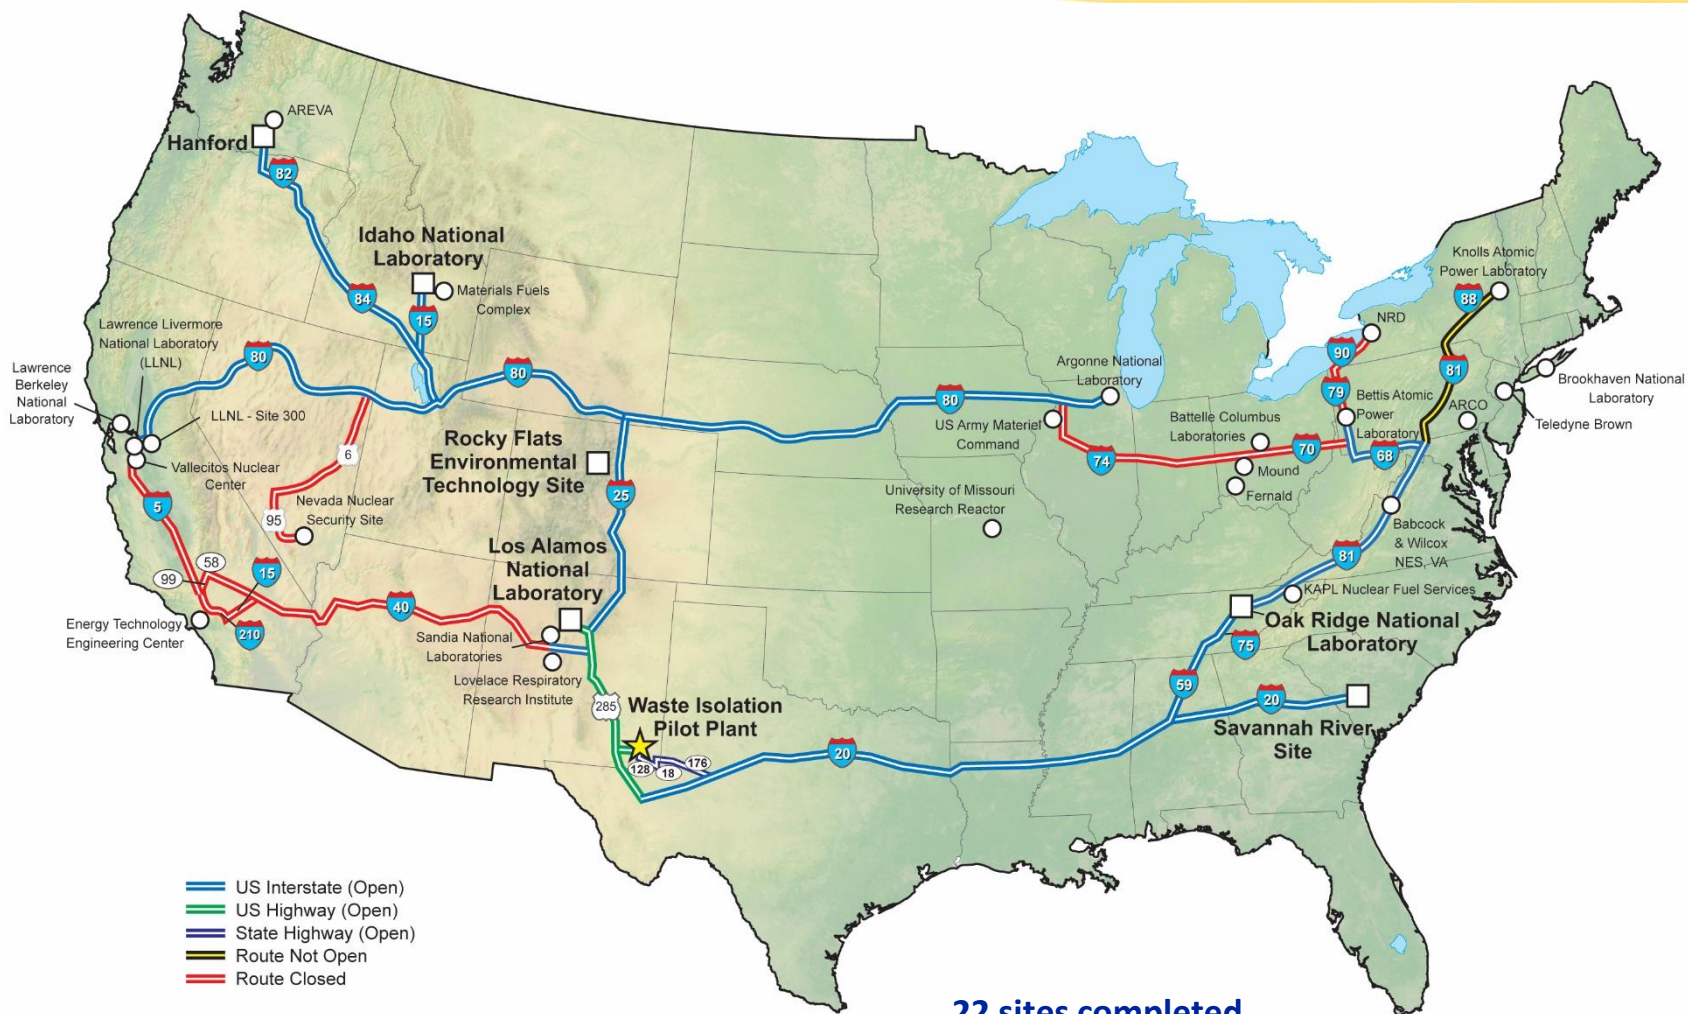 AREVA
Hanford
82
Idaho National
Laboratory
Materials Fuels
Complex
84
15
Lawrence Livermore
National Laboratory
(LLNL)
80
Lawrence
Berkeley
National
Laboratory
LLNL - Site 300
Vallecitos Nuclear
Center
80
6
5
95
Nevada Nuclear
Security Site
Rocky Flats
Environmental
Technology Site
25
58
99
15
Energy Technology
Engineering Center
210
40
Los Alamos
National
Laboratory
Sandia National
Laboratories
Lovelace Respiratory
Research Institute
285
Waste Isolation
Pilot Plant
128
18
176
20
80
Argonne National
Laboratory
US Army Materiel
Command
74
University of Missouri
Research Reactor
Battelle Columbus
Laboratories
70
Mound
Fernald
Knolls Atomic
Power Laboratory
88
NRD
90
79
81
Bettis Atomic
Power
Laboratory
68
ARCO
Brookhaven National
Laboratory
Teledyne Brown
Babcock
& Wilcox
NES, VA
81
KAPL Nuclear Fuel Services
Oak Ridge National
Laboratory
75
59
20
Savannah River
Site
US Interstate (Open)
US Highway (Open)
State Highway (Open)
Route Not Open
Route Closed
22 sites completed